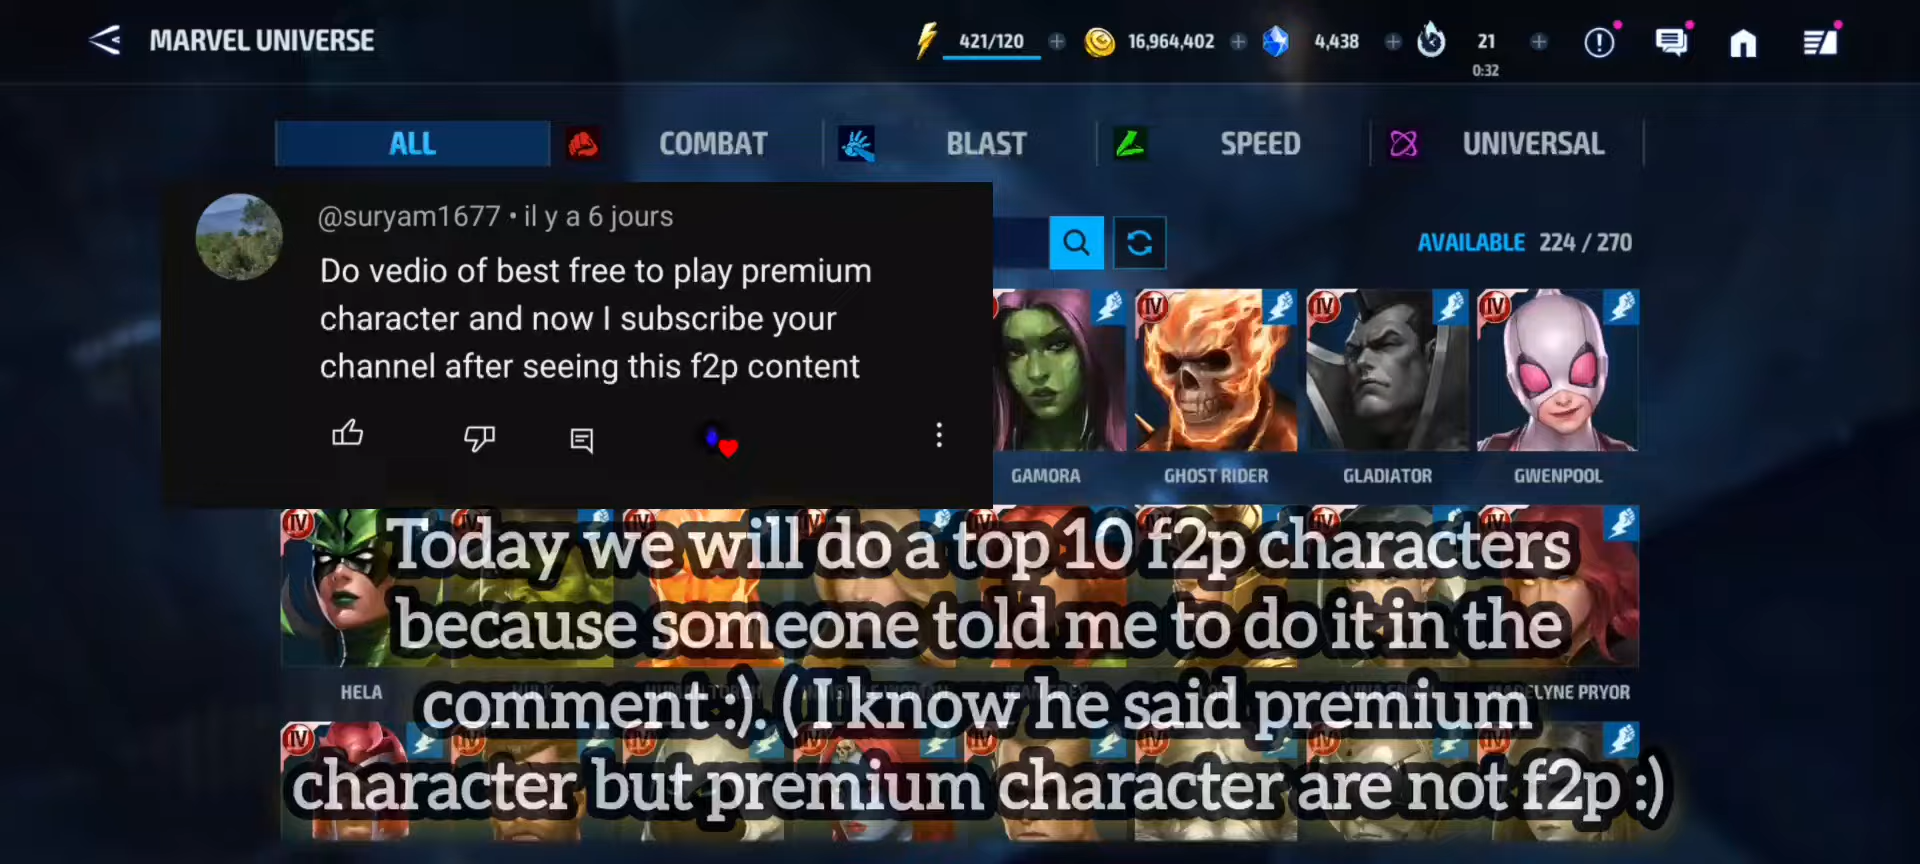 MARVEL UNIVERSE
421/120
16,964,402
4,438
21
0:32
ALL
COMBAT
BLAST
SPEED
UNIVERSAL
@suryam1677 • il y a 6 jours
Do vedio of best free to play premium
character and now I subscribe your
channel after seeing this f2p content
AVAILABLE 224 / 270
IV
IV
IV
GAMORA
GHOST RIDER
GLADIATOR
GWENPOOL
Today we will do a top 10 f2p characters
because someone told me to do it in the
comment :). ( I know he said premium
character but premium character are not f2p :)
HELA